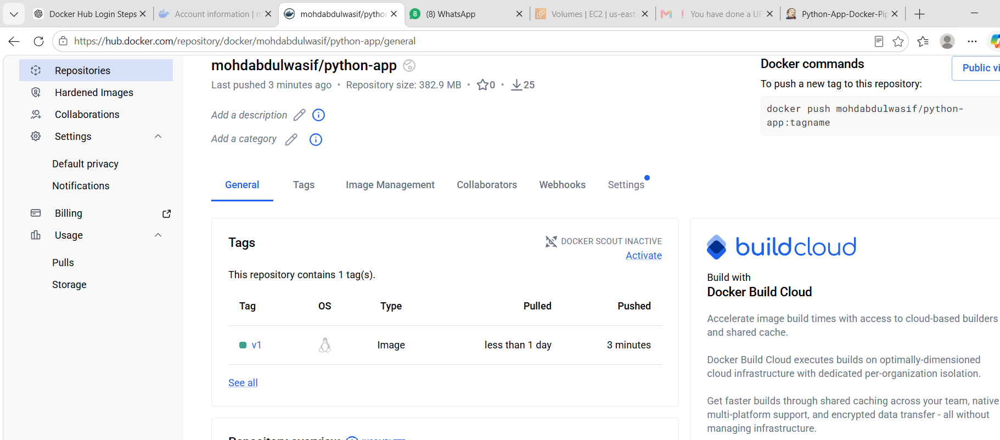 Docker Hub Login Steps
Account information | m
mohdabdulwasif/python
8
(8) WhatsApp
Volumes | EC2 | us-east-
You have done a UP
Python-App-Docker-Pip
https://hub.docker.com/repository/docker/mohdabdulwasif/python-app/general
Repositories
Hardened Images
Collaborations
Settings
Default privacy
Notifications
Billing
Usage
Pulls
Storage
mohdabdulwasif/python-app
Last pushed 3 minutes ago • Repository size: 382.9 MB • 0 • 25
Add a description
Add a category
Docker commands
Public vi
To push a new tag to this repository:
docker push mohdabdulwasif/python-
app:tagname
General Tags Image Management Collaborators Webhooks Settings
Tags
DOCKER SCOUT INACTIVE
Activate
This repository contains 1 tag(s).
Tag OS Type Pulled Pushed
v1 Image less than 1 day 3 minutes
See all
Repository overview INCOMPLETE
buildcloud
Build with
Docker Build Cloud
Accelerate image build times with access to cloud-based builders
and shared cache.
Docker Build Cloud executes builds on optimally-dimensioned
cloud infrastructure with dedicated per-organization isolation.
Get faster builds through shared caching across your team, native
multi-platform support, and encrypted data transfer - all without
managing infrastructure.